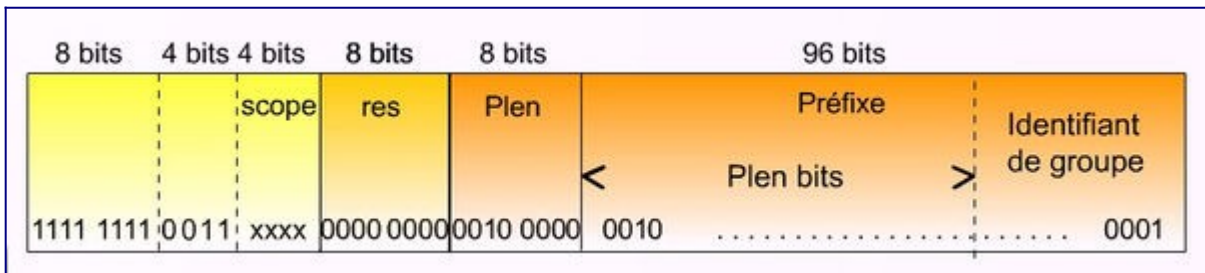 8 bits 4 bits 4 bits 8 bits 8 bits 96 bits
scope res Plen Préfixe
Identifiant
de groupe
< Plen bits >
1111 1111 0011 xxxx 0000 0000 0010 0000 0010 ........................ 0001